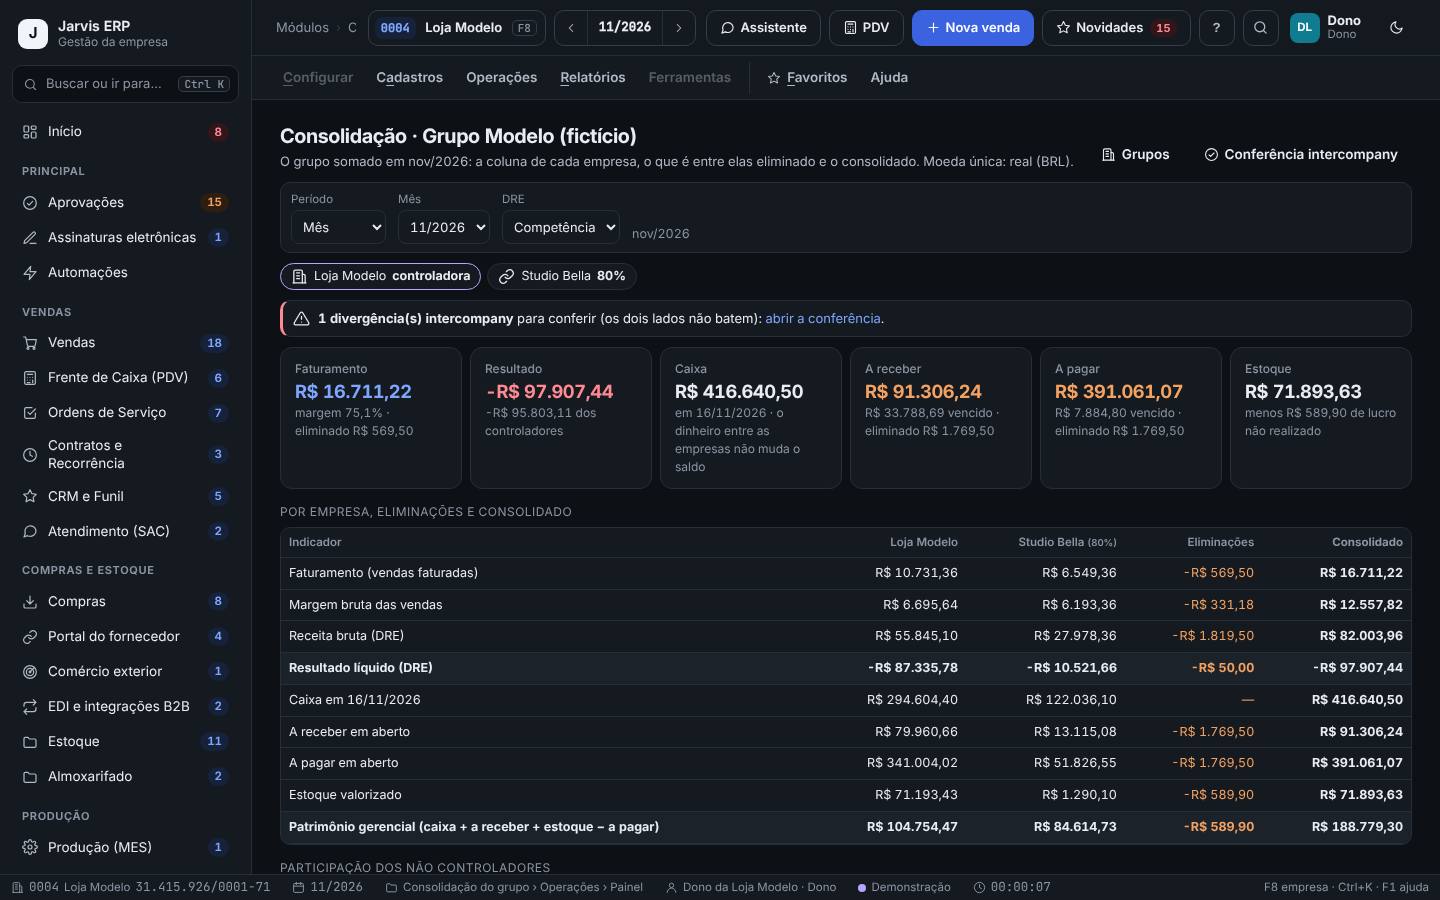 J
Jarvis ERP
Gestão da empresa
Buscar ou ir para... Ctrl K
Início 8
PRINCIPAL
Aprovações 15
Assinaturas eletrônicas 1
Automações
VENDAS
Vendas 18
Frente de Caixa (PDV) 6
Ordens de Serviço 7
Contratos e
Recorrência 3
CRM e Funil 5
Atendimento (SAC) 2
COMPRAS E ESTOQUE
Compras 8
Portal do fornecedor 4
Comércio exterior 1
EDI e integrações B2B 2
Estoque 11
Almoxarifado 2
PRODUÇÃO
Produção (MES) 1
Módulos › C
0004 Loja Modelo F8
‹ 11/2026 ›
Assistente
PDV
+ Nova venda
Novidades 15
?
DL
Dono
Dono
Configurar Cadastros Operações Relatórios Ferramentas Favoritos Ajuda
Consolidação · Grupo Modelo (fictício)
O grupo somado em nov/2026: a coluna de cada empresa, o que é entre elas eliminado e o consolidado. Moeda única: real (BRL).
Grupos
Conferência intercompany
Período Mês DRE
Mês 11/2026 Competência nov/2026
Loja Modelo controladora
Studio Bella 80%
1 divergência(s) intercompany para conferir (os dois lados não batem): abrir a conferência.
Faturamento
R$ 16.711,22
margem 75,1% ·
eliminado R$ 569,50
Resultado
-R$ 97.907,44
-R$ 95.803,11 dos
controladores
Caixa
R$ 416.640,50
em 16/11/2026 · o
dinheiro entre as
empresas não muda o
saldo
A receber
R$ 91.306,24
R$ 33.788,69 vencido ·
eliminado R$ 1.769,50
A pagar
R$ 391.061,07
R$ 7.884,80 vencido ·
eliminado R$ 1.769,50
Estoque
R$ 71.893,63
menos R$ 589,90 de lucro
não realizado
POR EMPRESA, ELIMINAÇÕES E CONSOLIDADO
Indicador Loja Modelo Studio Bella (80%) Eliminações Consolidado
Faturamento (vendas faturadas) R$ 10.731,36 R$ 6.549,36 -R$ 569,50 R$ 16.711,22
Margem bruta das vendas R$ 6.695,64 R$ 6.193,36 -R$ 331,18 R$ 12.557,82
Receita bruta (DRE) R$ 55.845,10 R$ 27.978,36 -R$ 1.819,50 R$ 82.003,96
Resultado líquido (DRE) -R$ 87.335,78 -R$ 10.521,66 -R$ 50,00 -R$ 97.907,44
Caixa em 16/11/2026 R$ 294.604,40 R$ 122.036,10 — R$ 416.640,50
A receber em aberto R$ 79.960,66 R$ 13.115,08 -R$ 1.769,50 R$ 91.306,24
A pagar em aberto R$ 341.004,02 R$ 51.826,55 -R$ 1.769,50 R$ 391.061,07
Estoque valorizado R$ 71.193,43 R$ 1.290,10 -R$ 589,90 R$ 71.893,63
Patrimônio gerencial (caixa + a receber + estoque − a pagar) R$ 104.754,47 R$ 84.614,73 -R$ 589,90 R$ 188.779,30
PARTICIPAÇÃO DOS NÃO CONTROLADORES
0004 Loja Modelo 31.415.926/0001-71 11/2026 Consolidação do grupo › Operações › Painel Dono da Loja Modelo · Dono Demonstração 00:00:07 F8 empresa · Ctrl+K · F1 ajuda